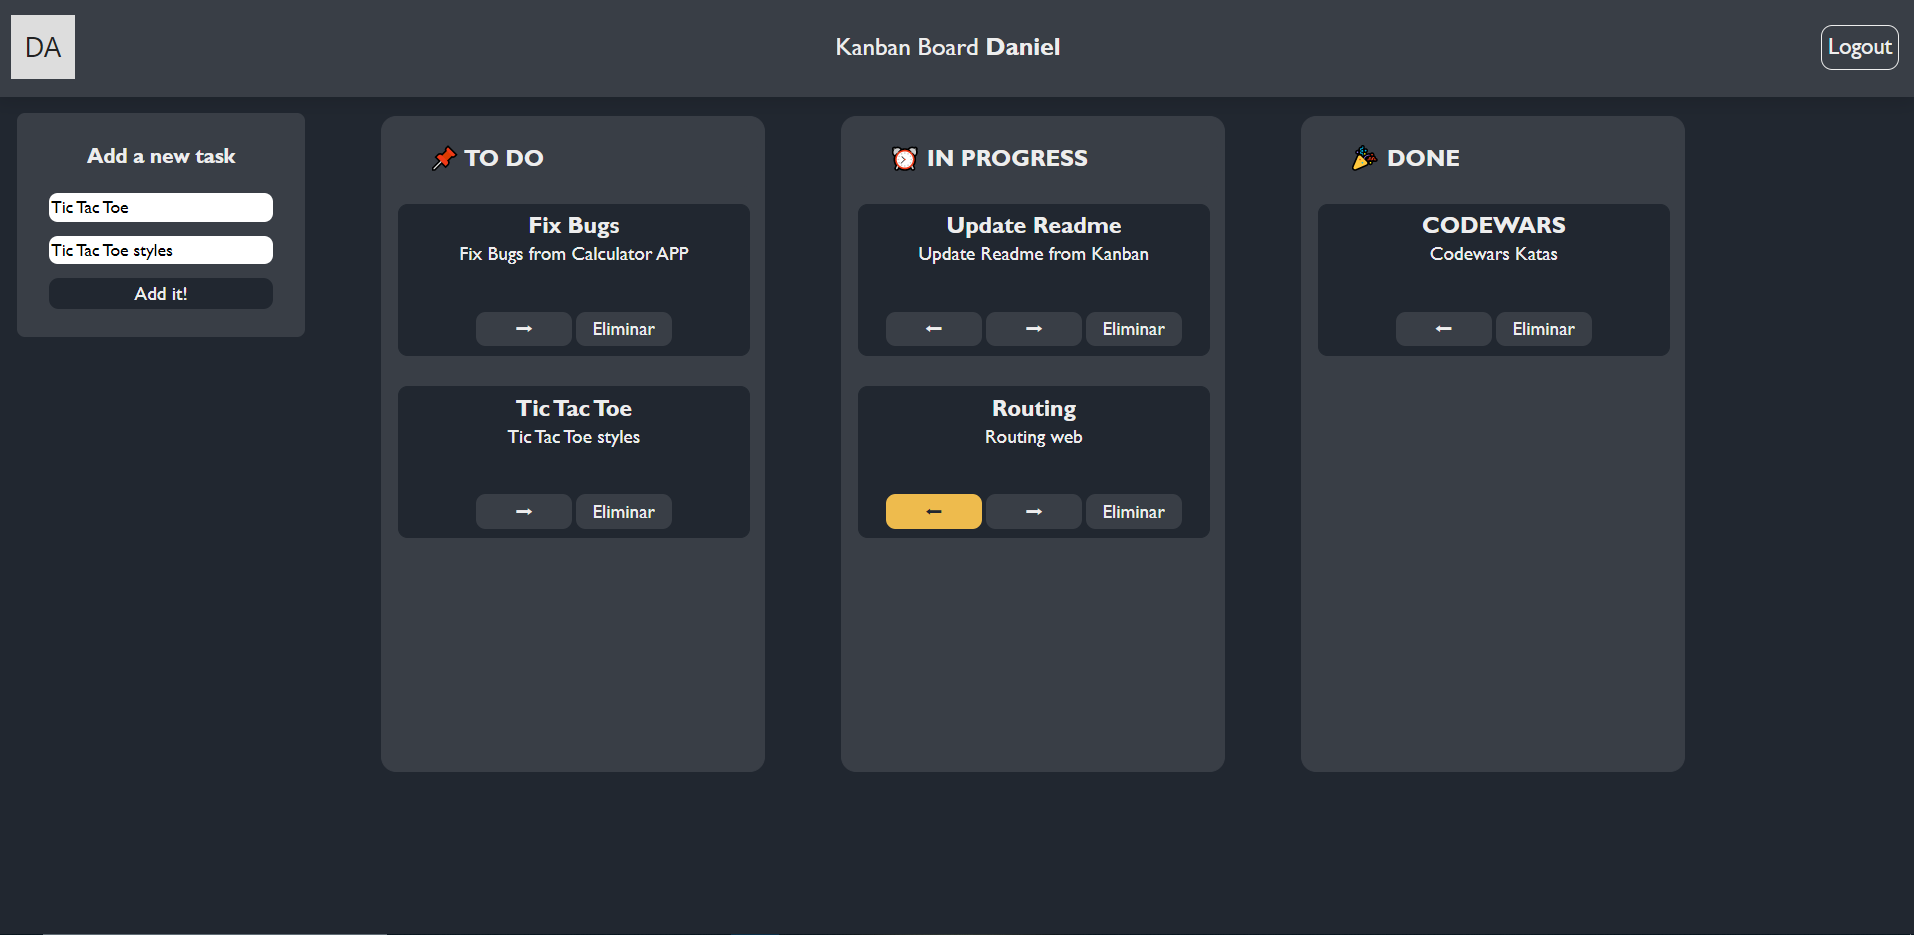 DA
Kanban Board Daniel
Logout
Add a new task
Tic Tac Toe
Tic Tac Toe styles
Add it!
📌 TO DO
Fix Bugs
Fix Bugs from Calculator APP
→ Eliminar
Tic Tac Toe
Tic Tac Toe styles
→ Eliminar
⏰ IN PROGRESS
Update Readme
Update Readme from Kanban
← → Eliminar
Routing
Routing web
← → Eliminar
🎉 DONE
CODEWARS
Codewars Katas
← Eliminar